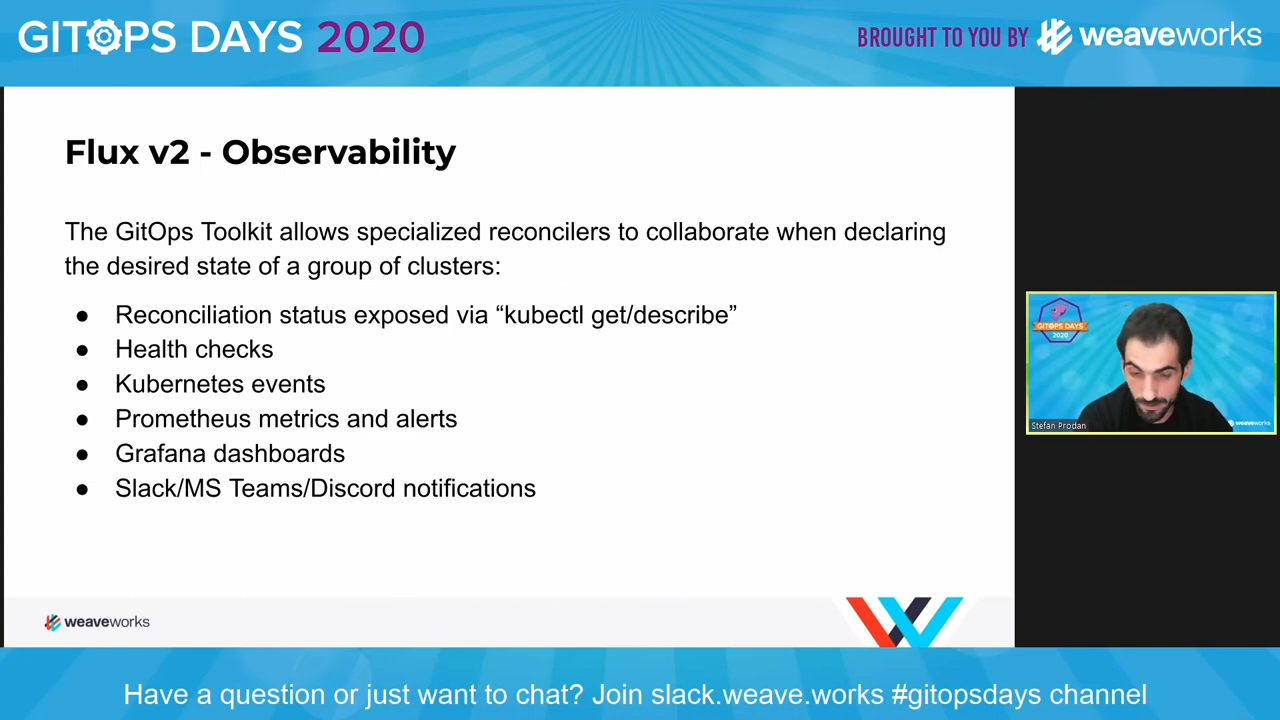 GITOPS DAYS 2020
BROUGHT TO YOU BY weaveworks
Flux v2 - Observability
The GitOps Toolkit allows specialized reconcilers to collaborate when declaring
the desired state of a group of clusters:
● Reconciliation status exposed via “kubectl get/describe”
● Health checks
● Kubernetes events
● Prometheus metrics and alerts
● Grafana dashboards
● Slack/MS Teams/Discord notifications
GITOPS DAYS
2020
Stefan Prodan
weaveworks
weaveworks
Have a question or just want to chat? Join slack.weave.works #gitopsdays channel